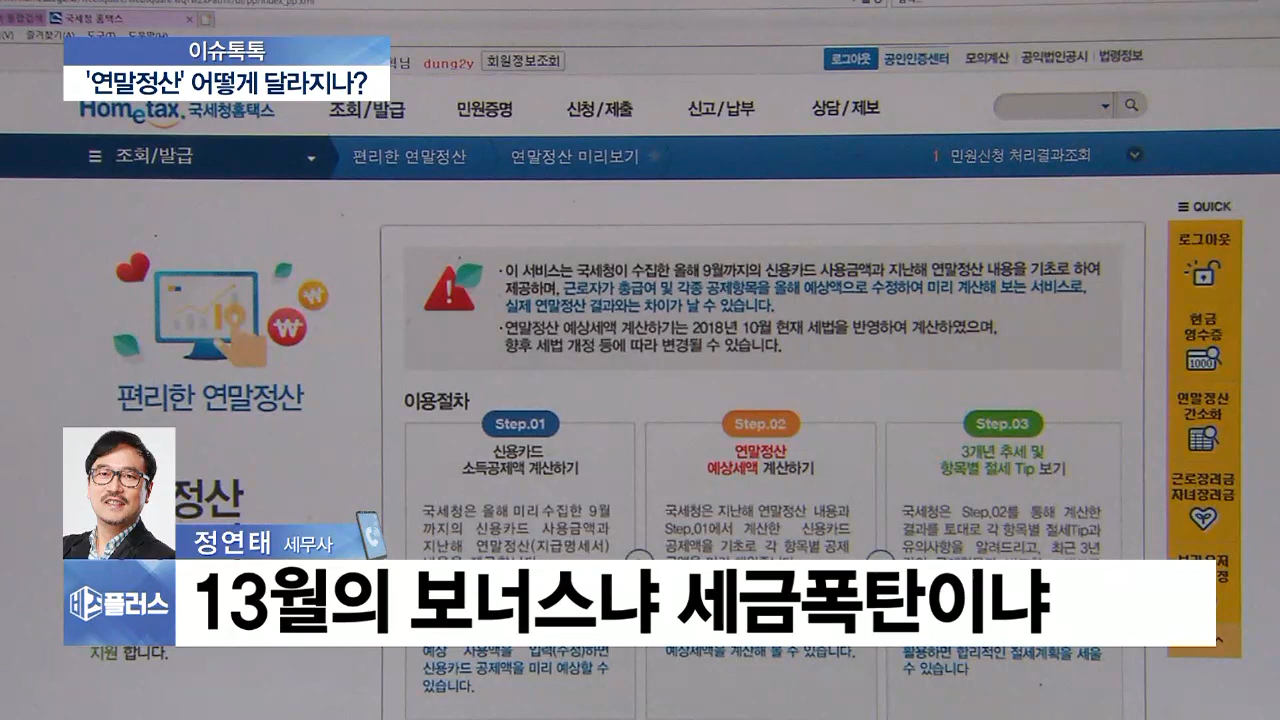 국세청 홈택스
이슈톡톡
'연말정산' 어떻게 달라지나?
dung2y
회원정보조회
로그아웃
공인인증센터
모의계산
공익법인공시
법령정보
Hometax. 국세청홈택스
조회/발급
민원증명
신청/제출
신고/납부
상담/제보
조회/발급
편리한 연말정산
연말정산 미리보기
1 민원신청 처리결과조회
QUICK
로그아웃
현금
영수증
1000
연말정산
간소화
근로장려금
자녀장려금
· 이 서비스는 국세청이 수집한 올해 9월까지의 신용카드 사용금액과 지난해 연말정산 내용을 기초로 하여
제공하며, 근로자가 총급여 및 각종 공제항목을 올해 예상액으로 수정하여 미리 계산해 보는 서비스로,
실제 연말정산 결과와는 차이가 날 수 있습니다.
· 연말정산 예상세액 계산하기는 2018년 10월 현재 세법을 반영하여 계산하였으며,
향후 세법 개정 등에 따라 변경될 수 있습니다.
편리한 연말정산
이용절차
Step.01
신용카드
소득공제액 계산하기
국세청은 올해 미리 수집한 9월
까지의 신용카드 사용금액과
지난해 연말정산(지급명세서)
Step.02
연말정산
예상세액 계산하기
국세청은 지난해 연말정산 내용과
Step.01에서 계산한 신용카드
공제액을 기초로 각 항목별 공제
Step.03
3개년 추세 및
항목별 절세 Tip 보기
국세청은 Step.02를 통해 계산한
결과를 토대로 각 항목별 절세Tip과
유의사항을 알려드리고, 최근 3년
정산
정연태 세무사
비즈플러스
13월의 보너스냐 세금폭탄이냐
지원 합니다.
예상 사용액을 입력(수정)하면
신용카드 공제액을 미리 예상할 수
있습니다.
예상세액을 계산해 볼 수 있습니다.
활용하면 합리적인 절세계획을 세울
수 있습니다